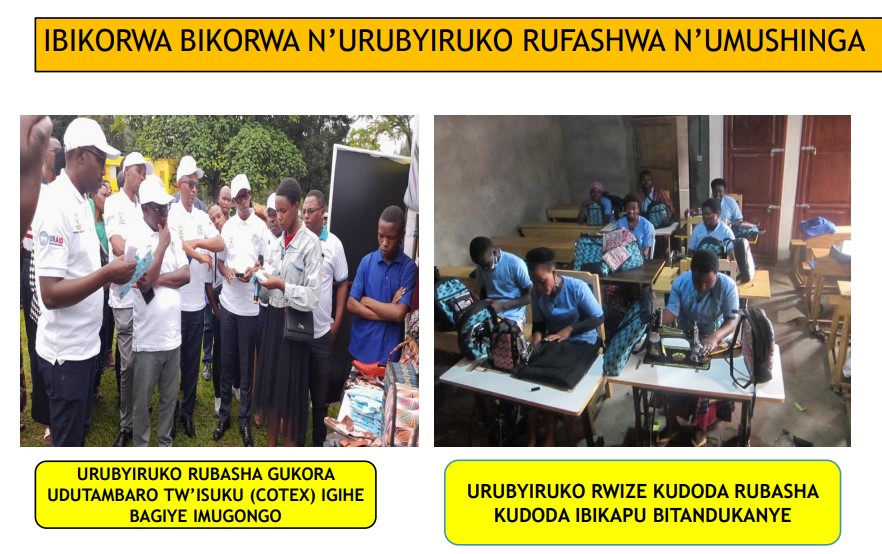 IBIKORWA BIKORWA N'URUBYIRUKO RUFASHWA N'UMUSHINGA
USAID
URUBYIRUKO RUBASHA GUKORA
UDUTAMBARO TW'ISUKU (COTEX) IGIHE
BAGIYE IMUGONGO
URUBYIRUKO RWIZE KUDODA RUBASHA
KUDODA IBIKAPU BITANDUKANYE